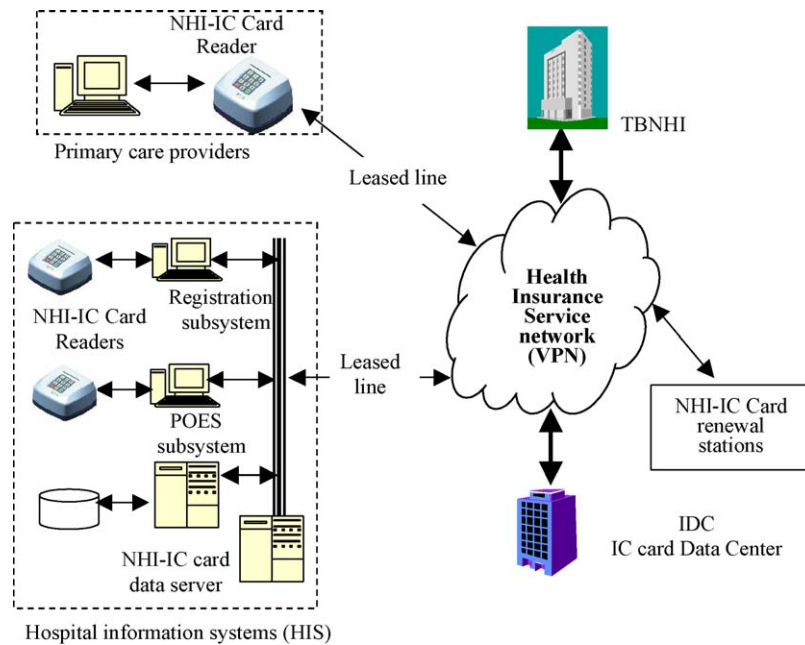 NHI-IC Card
Reader
Primary care providers
TBNHI
Leased line
Health
Insurance
Service
network
(VPN)
Registration
subsystem
NHI-IC Card
Readers
Leased
line
POES
subsystem
NHI-IC Card
renewal
stations
NHI-IC card
data server
IDC
IC card Data Center
Hospital information systems (HIS)